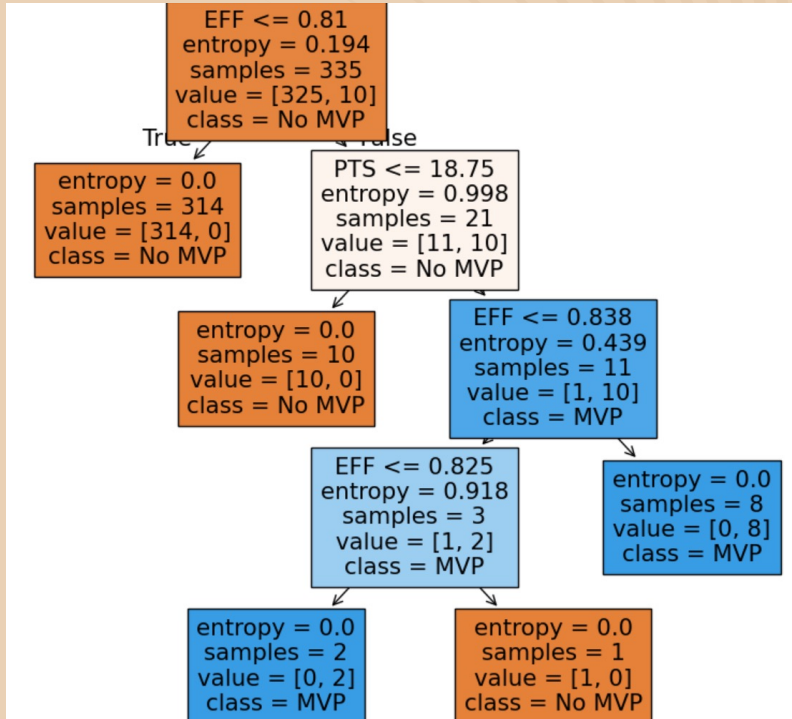 EFF <= 0.81
entropy = 0.194
samples = 335
value = [325, 10]
class = No MVP
True
False
entropy = 0.0
samples = 314
value = [314, 0]
class = No MVP
PTS <= 18.75
entropy = 0.998
samples = 21
value = [11, 10]
class = No MVP
entropy = 0.0
samples = 10
value = [10, 0]
class = No MVP
EFF <= 0.838
entropy = 0.439
samples = 11
value = [1, 10]
class = MVP
EFF <= 0.825
entropy = 0.918
samples = 3
value = [1, 2]
class = MVP
entropy = 0.0
samples = 8
value = [0, 8]
class = MVP
entropy = 0.0
samples = 2
value = [0, 2]
class = MVP
entropy = 0.0
samples = 1
value = [1, 0]
class = No MVP